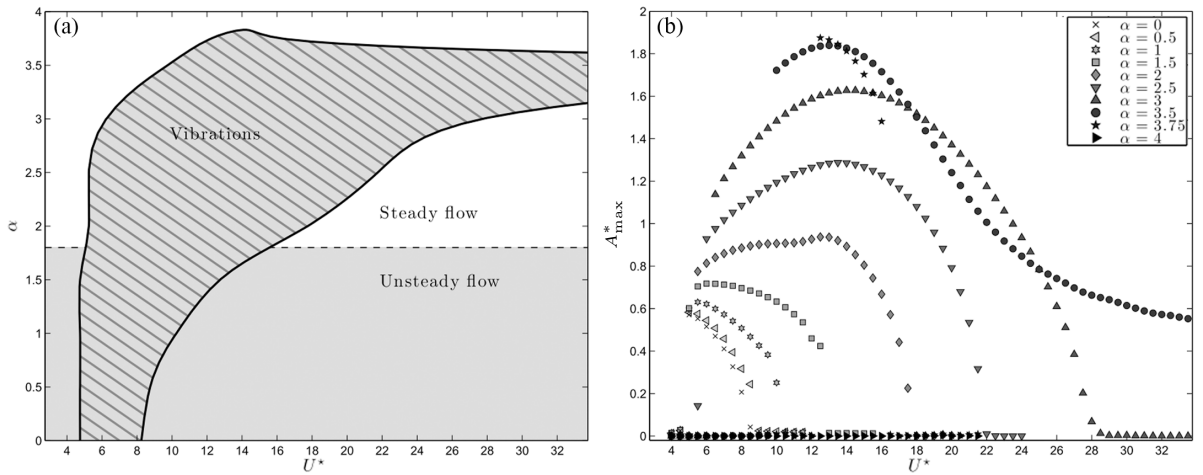 (a)
4
3.5
3
2.5
2
1.5
1
0.5
0
α
Vibrations
Steady flow
Unsteady flow
4 6 8 10 12 14 16 18 20 22 24 26 28 30 32
U⋆
(b)
2
1.8
1.6
1.4
1.2
1
0.8
0.6
0.4
0.2
0
A*max
α = 0
α = 0.5
α = 1
α = 1.5
α = 2
α = 2.5
α = 3
α = 3.5
α = 3.75
α = 4
4 6 8 10 12 14 16 18 20 22 24 26 28 30 32
U⋆